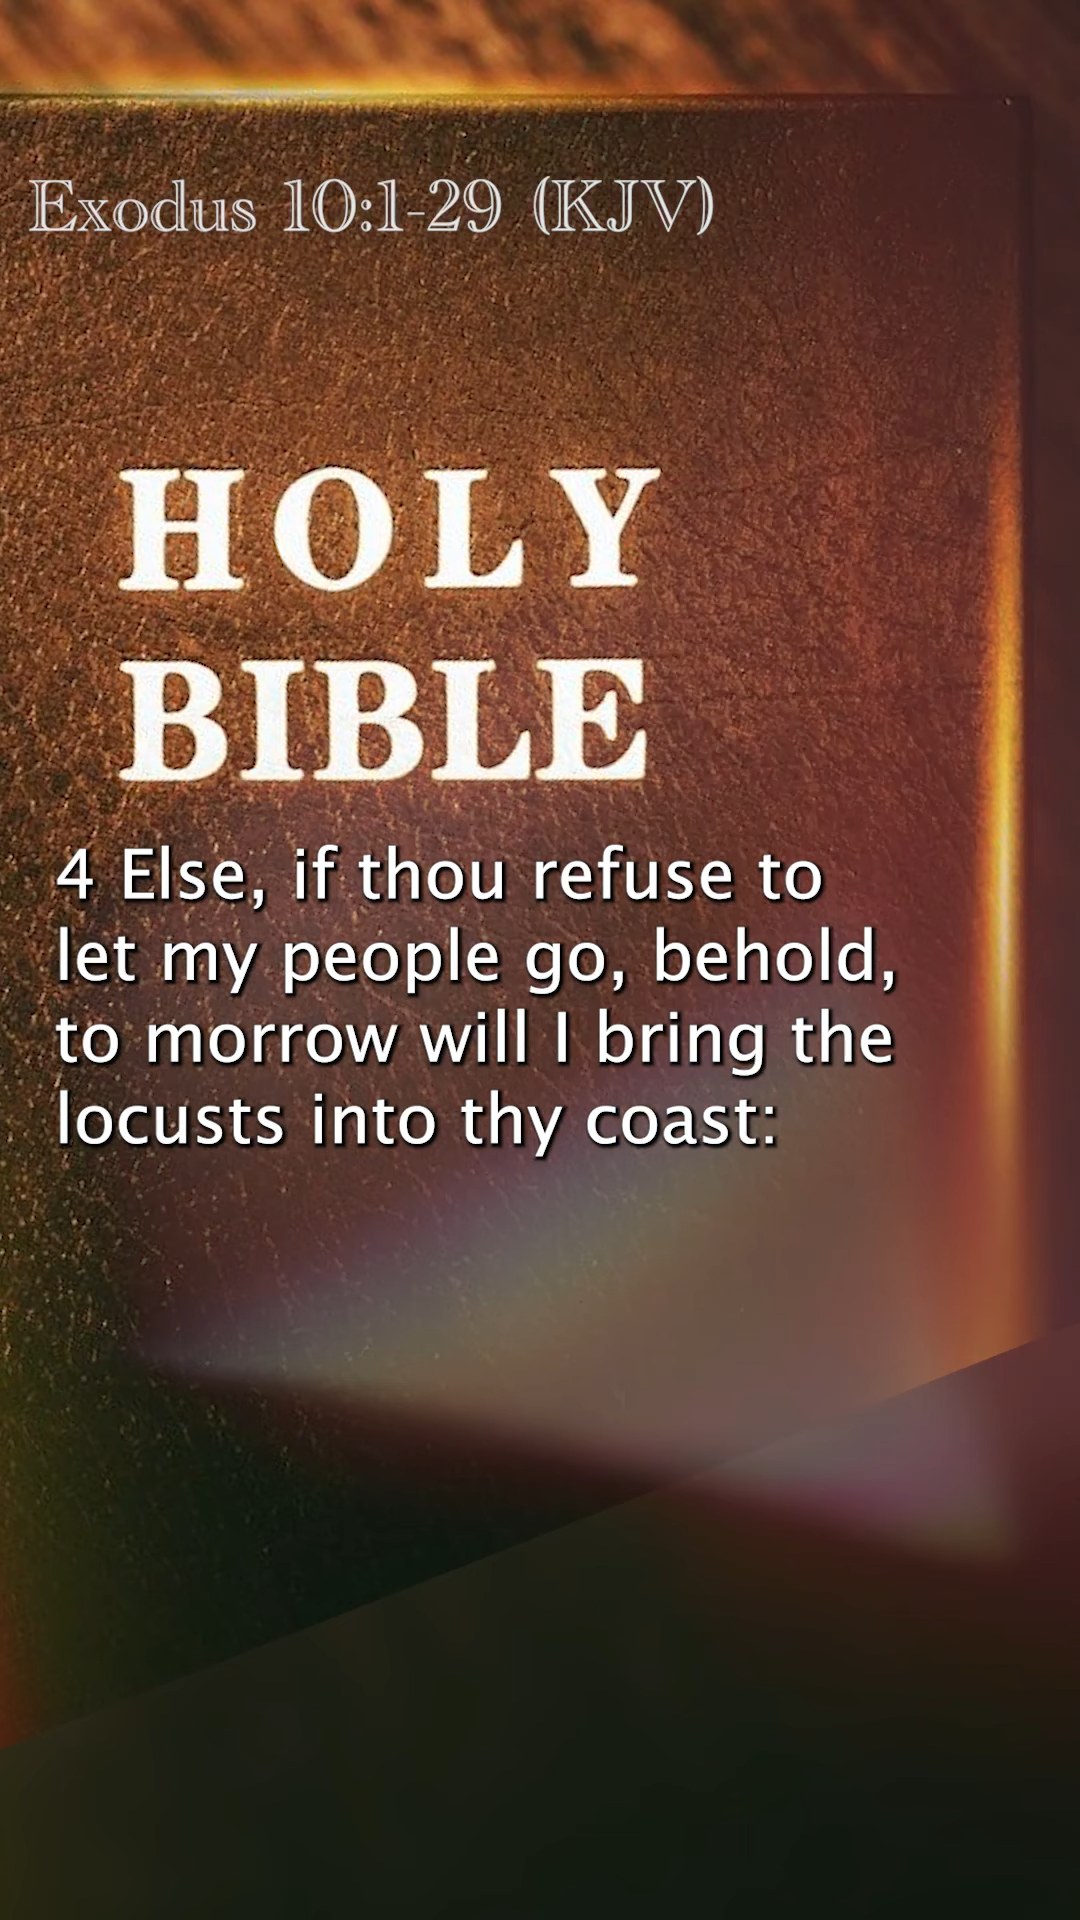 Exodus 10:1-29 (KJV)
HOLY
BIBLE
4 Else, if thou refuse to
let my people go, behold,
to morrow will I bring the
locusts into thy coast: